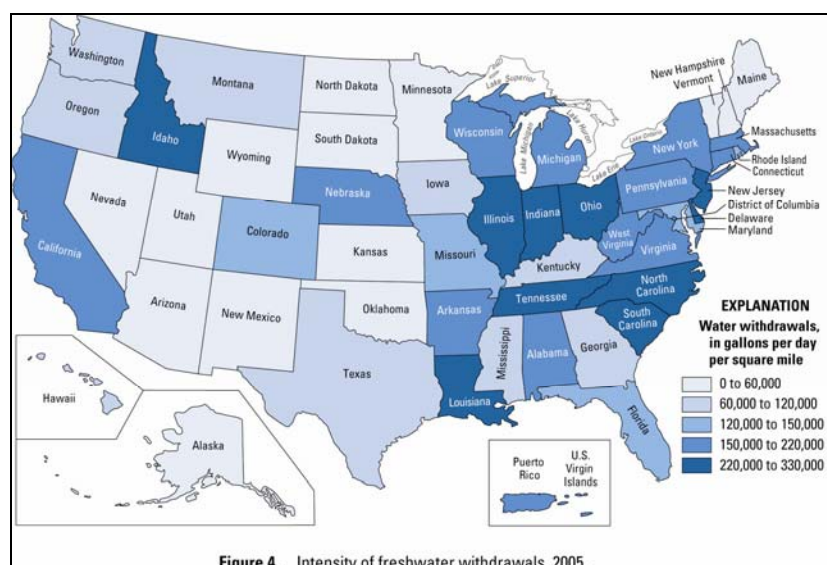 Washington
Montana
North Dakota
Minnesota
Lake Superior
New Hampshire
Vermont
Maine
Oregon
Idaho
South Dakota
Wisconsin
Lake Michigan
Lake Huron
Michigan
Lake Ontario
Lake Erie
New York
Massachusetts
Rhode Island
Connecticut
Wyoming
Nebraska
Iowa
Pennsylvania
New Jersey
District of Columbia
Delaware
Maryland
Nevada
Utah
Colorado
California
Illinois
Indiana
Ohio
West
Virginia
Virginia
Kansas
Missouri
Kentucky
Arizona
New Mexico
Oklahoma
Arkansas
Tennessee
North
Carolina
South
Carolina
Texas
Louisiana
Mississippi
Alabama
Georgia
Florida
Hawaii
Alaska
Puerto
Rico
U.S.
Virgin
Islands
EXPLANATION
Water withdrawals,
in gallons per day
per square mile
0 to 60,000
60,000 to 120,000
120,000 to 150,000
150,000 to 220,000
220,000 to 330,000
Figure 4. Intensity of freshwater withdrawals, 2005